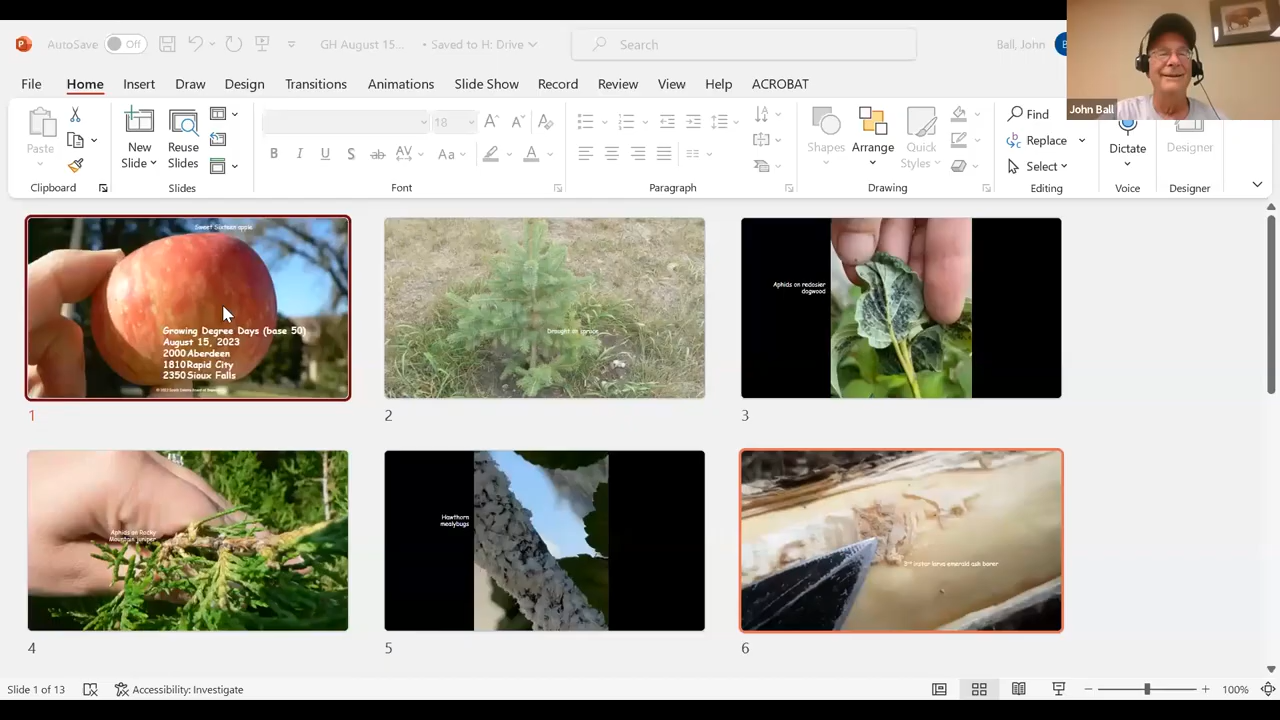 AutoSave
Off
GH August 15... • Saved to H: Drive
Search
Ball, John
B
File
Home
Insert
Draw
Design
Transitions
Animations
Slide Show
Record
Review
View
Help
ACROBAT
John Ball
Paste
New
Slide
Reuse
Slides
18
Aa
Shapes
Arrange
Quick
Styles
Find
Replace
Select
Dictate
Designer
Clipboard
Slides
Font
Paragraph
Drawing
Editing
Voice
Designer
Growing Degree Days (base 50)
August 15, 2023
2000 Aberdeen
1810 Rapid City
2350 Sioux Falls
1
Drought on spruce
2
Aphids on redosier
dogwood
3
Aphids on Rocky
Mountain juniper
4
Hawthorn
mealybugs
5
3rd instar larva emerald ash borer
6
Slide 1 of 13
Accessibility: Investigate
100%